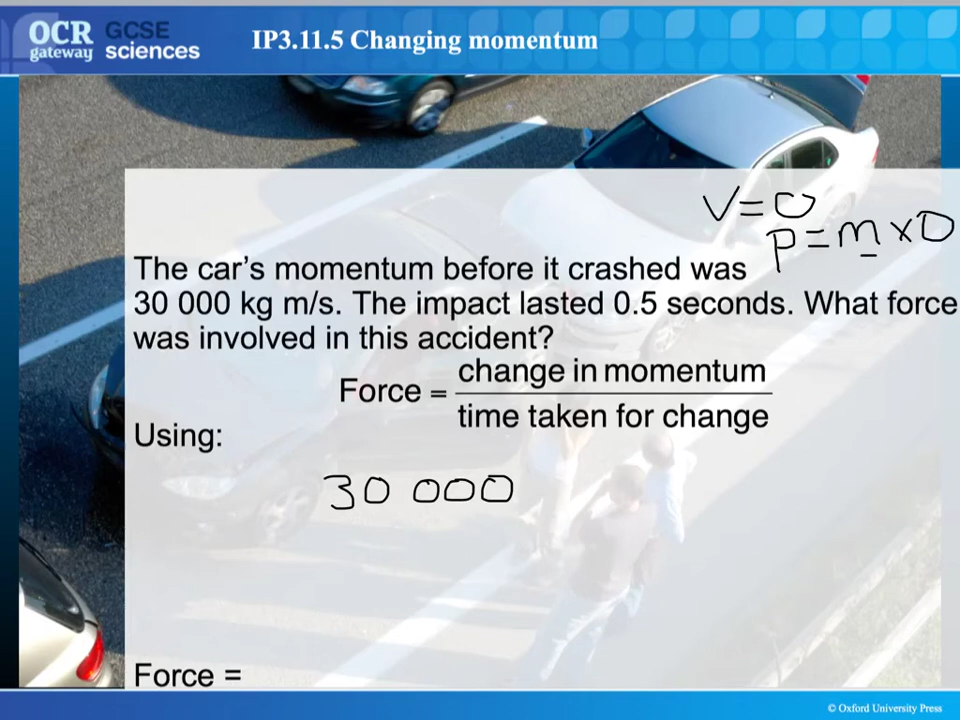 OCR GCSE
gateway sciences
IP3.11.5 Changing momentum
V=0
p=m x 0
The car's momentum before it crashed was
30 000 kg m/s. The impact lasted 0.5 seconds. What force
was involved in this accident?
Force = change in momentum
time taken for change
Using:
30 000
Force =
© Oxford University Press